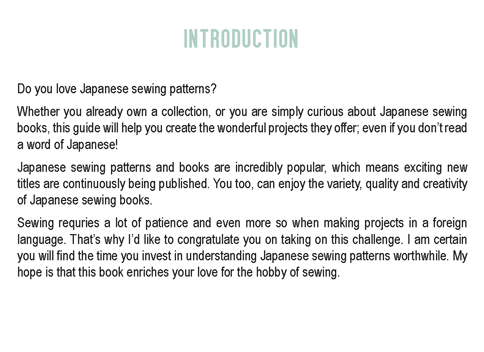 INTRODUCTION
Do you love Japanese sewing patterns?
Whether you already own a collection, or you are simply curious about Japanese sewing
books, this guide will help you create the wonderful projects they offer; even if you don't read
a word of Japanese!
Japanese sewing patterns and books are incredibly popular, which means exciting new
titles are continuously being published. You too, can enjoy the variety, quality and creativity
of Japanese sewing books.
Sewing requries a lot of patience and even more so when making projects in a foreign
language. That's why I'd like to congratulate you on taking on this challenge. I am certain
you will find the time you invest in understanding Japanese sewing patterns worthwhile. My
hope is that this book enriches your love for the hobby of sewing.